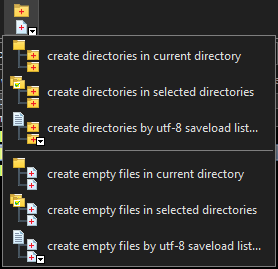 create directories in current directory
create directories in selected directories
create directories by utf-8 saveload list...
create empty files in current directory
create empty files in selected directories
create empty files by utf-8 saveload list...